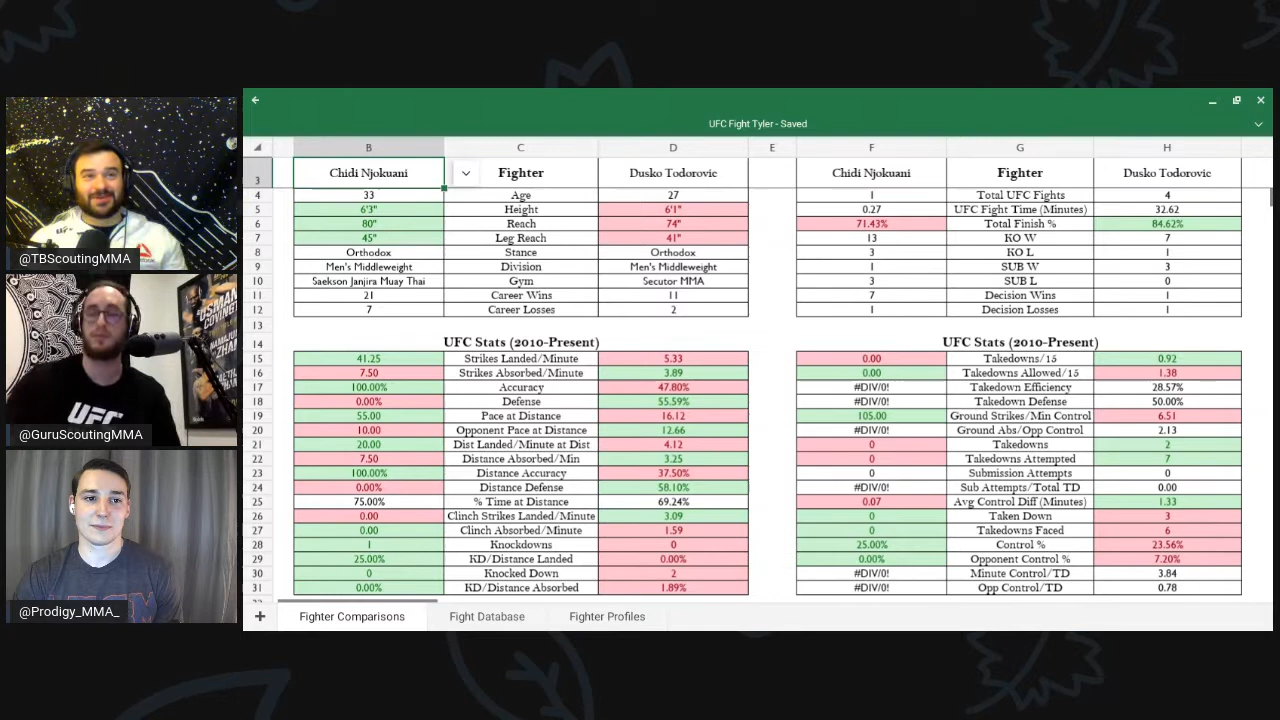 @TBScoutingMMA
USMAN
COVINGT
UFC
@GuruScoutingMMA
@Prodigy_MMA_
UFC Fight Tyler - Saved
B C D E F G H
3 Chidi Njokuani Fighter Dusko Todorovic Chidi Njokuani Fighter Dusko Todorovic
4 33 Age 27 1 Total UFC Fights 4
5 6'3" Height 6'1" 0.27 UFC Fight Time (Minutes) 32.62
6 80" Reach 74" 71.43% Total Finish % 84.62%
7 45" Leg Reach 41" 13 KO W 7
8 Orthodox Stance Orthodox 3 KO L 1
9 Men's Middleweight Division Men's Middleweight 1 SUB W 3
10 Saekson Janjira Muay Thai Gym Secutor MMA 3 SUB L 0
11 21 Career Wins 11 7 Decision Wins 1
12 7 Career Losses 2 1 Decision Losses 1
13
14 UFC Stats (2010-Present) UFC Stats (2010-Present)
15 41.25 Strikes Landed/Minute 5.33 0.00 Takedowns/15 0.92
16 7.50 Strikes Absorbed/Minute 3.89 0.00 Takedowns Allowed/15 1.38
17 100.00% Accuracy 47.80% #DIV/0! Takedown Efficiency 28.57%
18 0.00% Defense 55.59% #DIV/0! Takedown Defense 50.00%
19 55.00 Pace at Distance 16.12 105.00 Ground Strikes/Min Control 6.51
20 10.00 Opponent Pace at Distance 12.66 #DIV/0! Ground Abs/Opp Control 2.13
21 20.00 Dist Landed/Minute at Dist 4.12 0 Takedowns 2
22 7.50 Distance Absorbed/Min 3.25 0 Takedowns Attempted 7
23 100.00% Distance Accuracy 37.50% 0 Submission Attempts 0
24 0.00% Distance Defense 58.10% #DIV/0! Sub Attempts/Total TD 0.00
25 75.00% % Time at Distance 69.24% 0.07 Avg Control Diff (Minutes) 1.33
26 0.00 Clinch Strikes Landed/Minute 3.09 0 Taken Down 3
27 0.00 Clinch Absorbed/Minute 1.59 0 Takedowns Faced 6
28 1 Knockdowns 0 25.00% Control % 23.56%
29 25.00% KD/Distance Landed 0.00% 0.00% Opponent Control % 7.20%
30 0 Knocked Down 2 #DIV/0! Minute Control/TD 3.84
31 0.00% KD/Distance Absorbed 1.89% #DIV/0! Opp Control/TD 0.78
Fighter Comparisons Fight Database Fighter Profiles